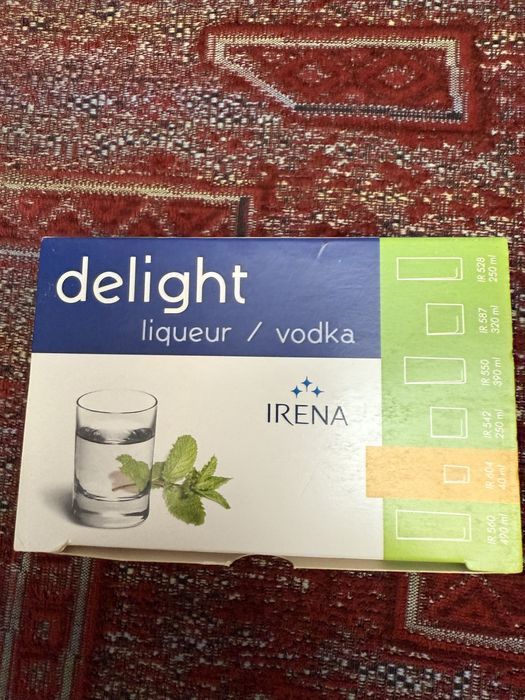 delight
liqueur / vodka
IRENA
IR 528
250 ml
IR 587
320 ml
IR 550
390 ml
IR 542
250 ml
IR 404
40 ml
IR 560
490 ml